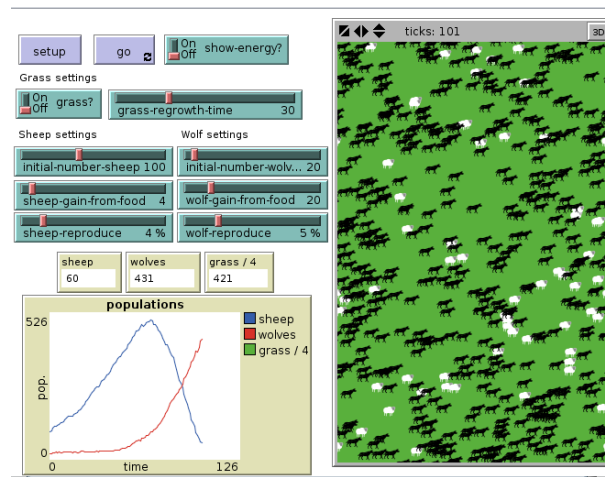 setup
go
On
Off
show-energy?
Grass settings
On
Off
grass?
grass-regrowth-time 30
Sheep settings
Wolf settings
initial-number-sheep 100
initial-number-wolv... 20
sheep-gain-from-food 4
wolf-gain-from-food 20
sheep-reproduce 4 %
wolf-reproduce 5 %
sheep
60
wolves
431
grass / 4
421
populations
526
pop.
0
0
time
126
sheep
wolves
grass / 4
ticks: 101
3D